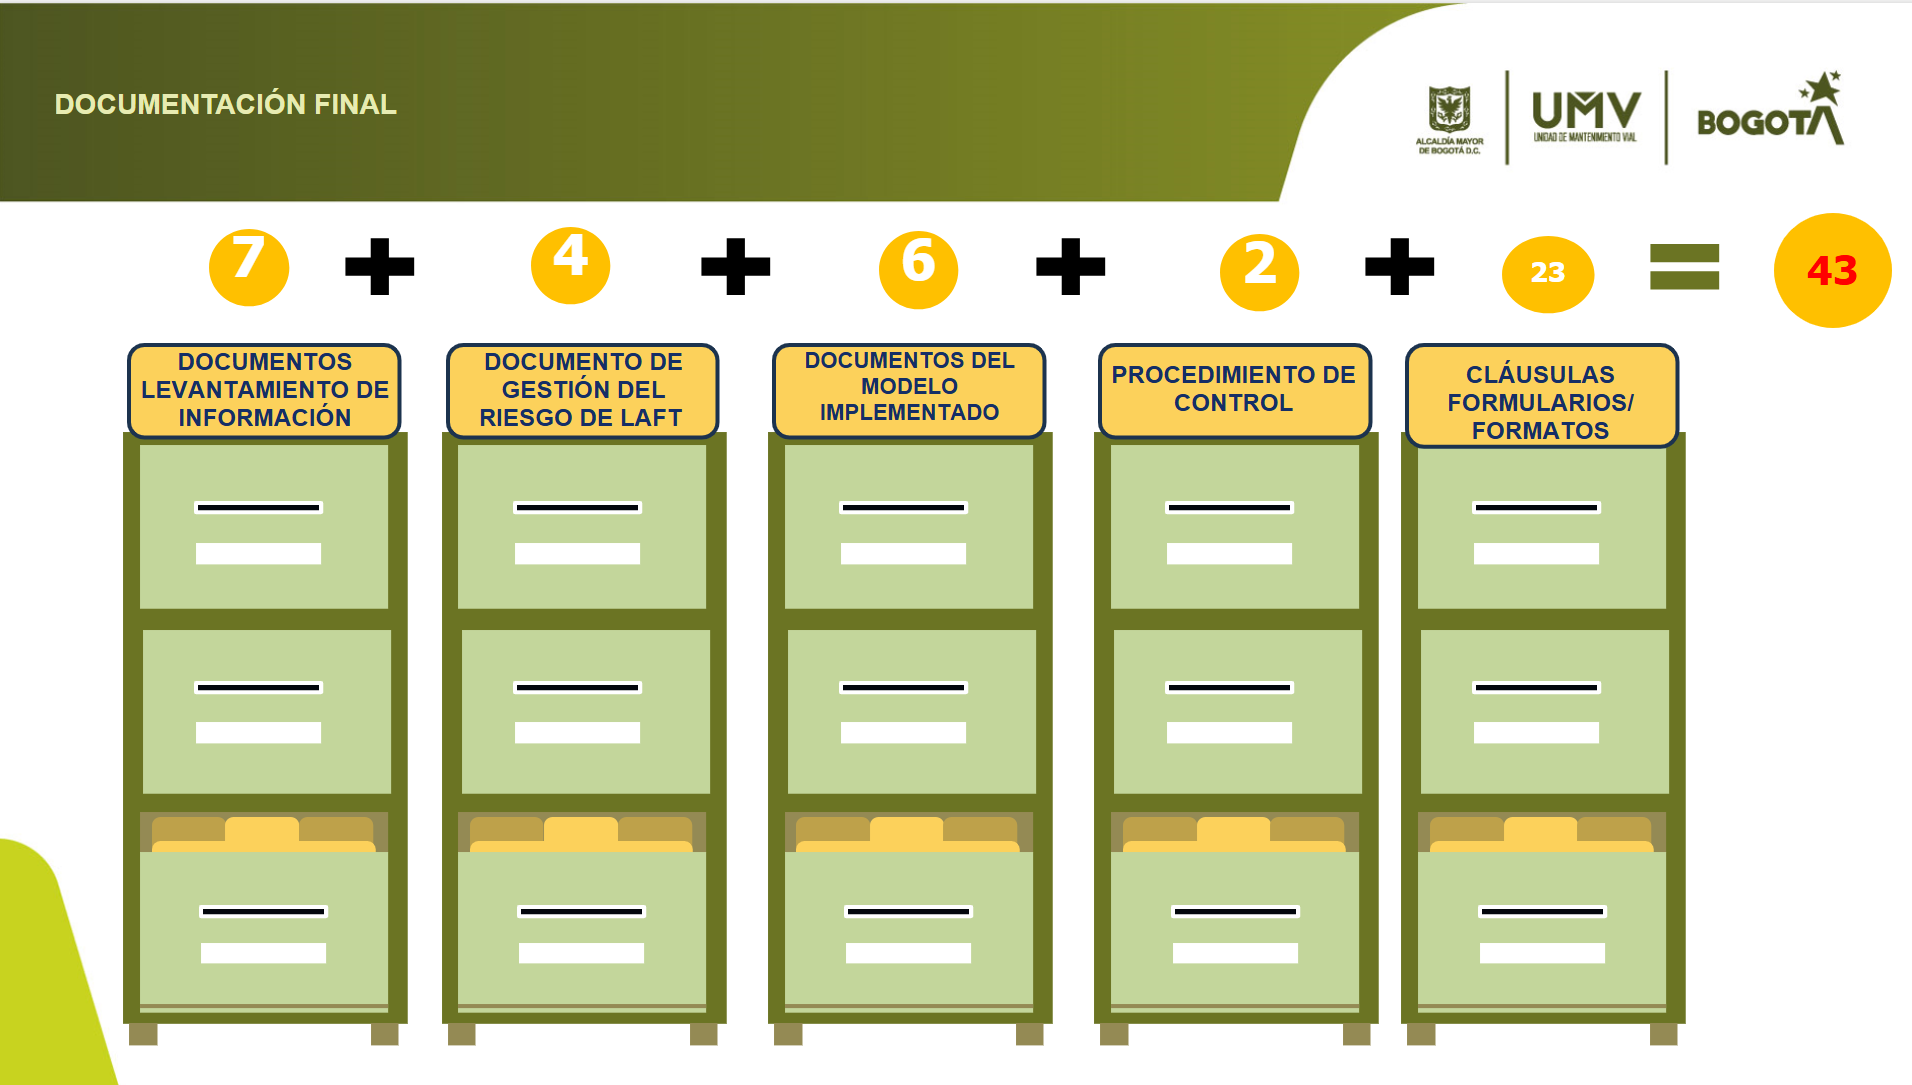 DOCUMENTACIÓN FINAL
ALCALDÍA MAYOR
DE BOGOTÁ D.C.
UMV
UNIDAD DE MANTENIMIENTO VIAL
BOGOTÁ
7 + 4 + 6 + 2 + 23 = 43
DOCUMENTOS
LEVANTAMIENTO DE
INFORMACIÓN
DOCUMENTO DE
GESTIÓN DEL
RIESGO DE LAFT
DOCUMENTOS DEL
MODELO
IMPLEMENTADO
PROCEDIMIENTO DE
CONTROL
CLÁUSULAS
FORMULARIOS/
FORMATOS